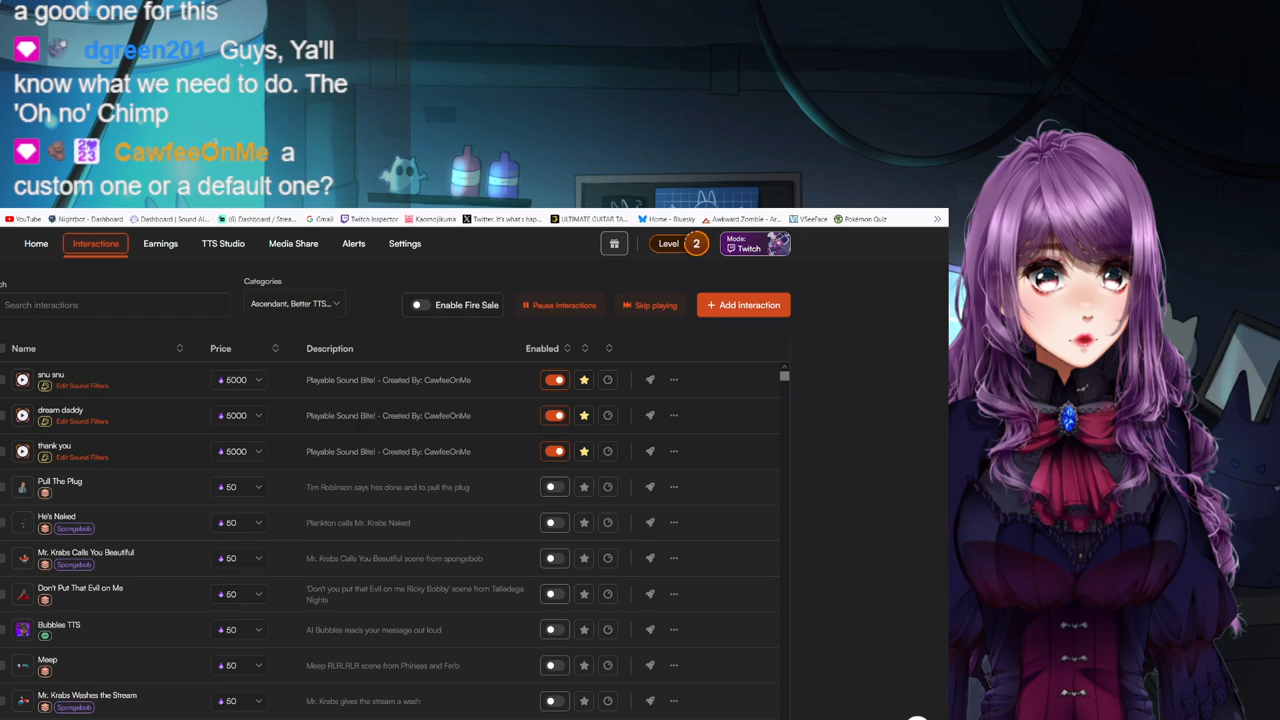 a good one for this
dgreen201 Guys, Ya'll
know what we need to do. The
'Oh no' Chimp
CawfeeOnMe a
custom one or a default one?
YouTube Nightbot - Dashboard Dashboard | Sound Al... (6) Dashboard / Strea... Gmail Twitch Inspector Kaomojikuma Twitter. It's what's hap... ULTIMATE GUITAR TA... Home - Bluesky Awkward Zombie - Ar... VSeeFace Pokémon Quiz
Home Interactions Earnings TTS Studio Media Share Alerts Settings Level 2 Mode: Twitch
Categories
Search interactions Ascendant, Better TTS... Enable Fire Sale Pause Interactions Skip playing + Add interaction
Name Price Description Enabled
snu snu 5000 Playable Sound Bite! - Created By: CawfeeOnMe
Edit Sound Filters
dream daddy 5000 Playable Sound Bite! - Created By: CawfeeOnMe
Edit Sound Filters
thank you 5000 Playable Sound Bite! - Created By: CawfeeOnMe
Edit Sound Filters
Pull The Plug 50 Tim Robinson says hes done and to pull the plug
He's Naked 50 Plankton calls Mr. Krabs Naked
Spongebob
Mr. Krabs Calls You Beautiful 50 Mr. Krabs Calls You Beautiful scene from spongebob
Spongebob
Don't Put That Evil on Me 50 'Don't you put that Evil on me Ricky Bobby' scene from Talledega
Nights
Bubbles TTS 50 AI Bubbles reads your message out loud
Meep 50 Meep RLRLRLR scene from Phineas and Ferb
Mr. Krabs Washes the Stream 50 Mr. Krabs gives the stream a wash
Spongebob